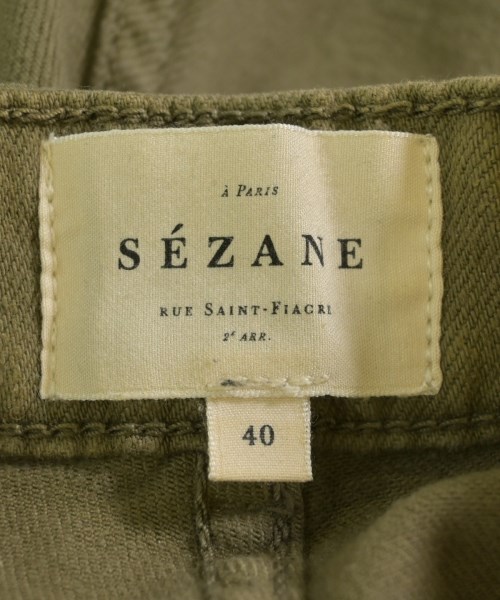 À PARIS
SÉZANE
RUE SAINT-FIACRE
2ᵉ ARR.
40